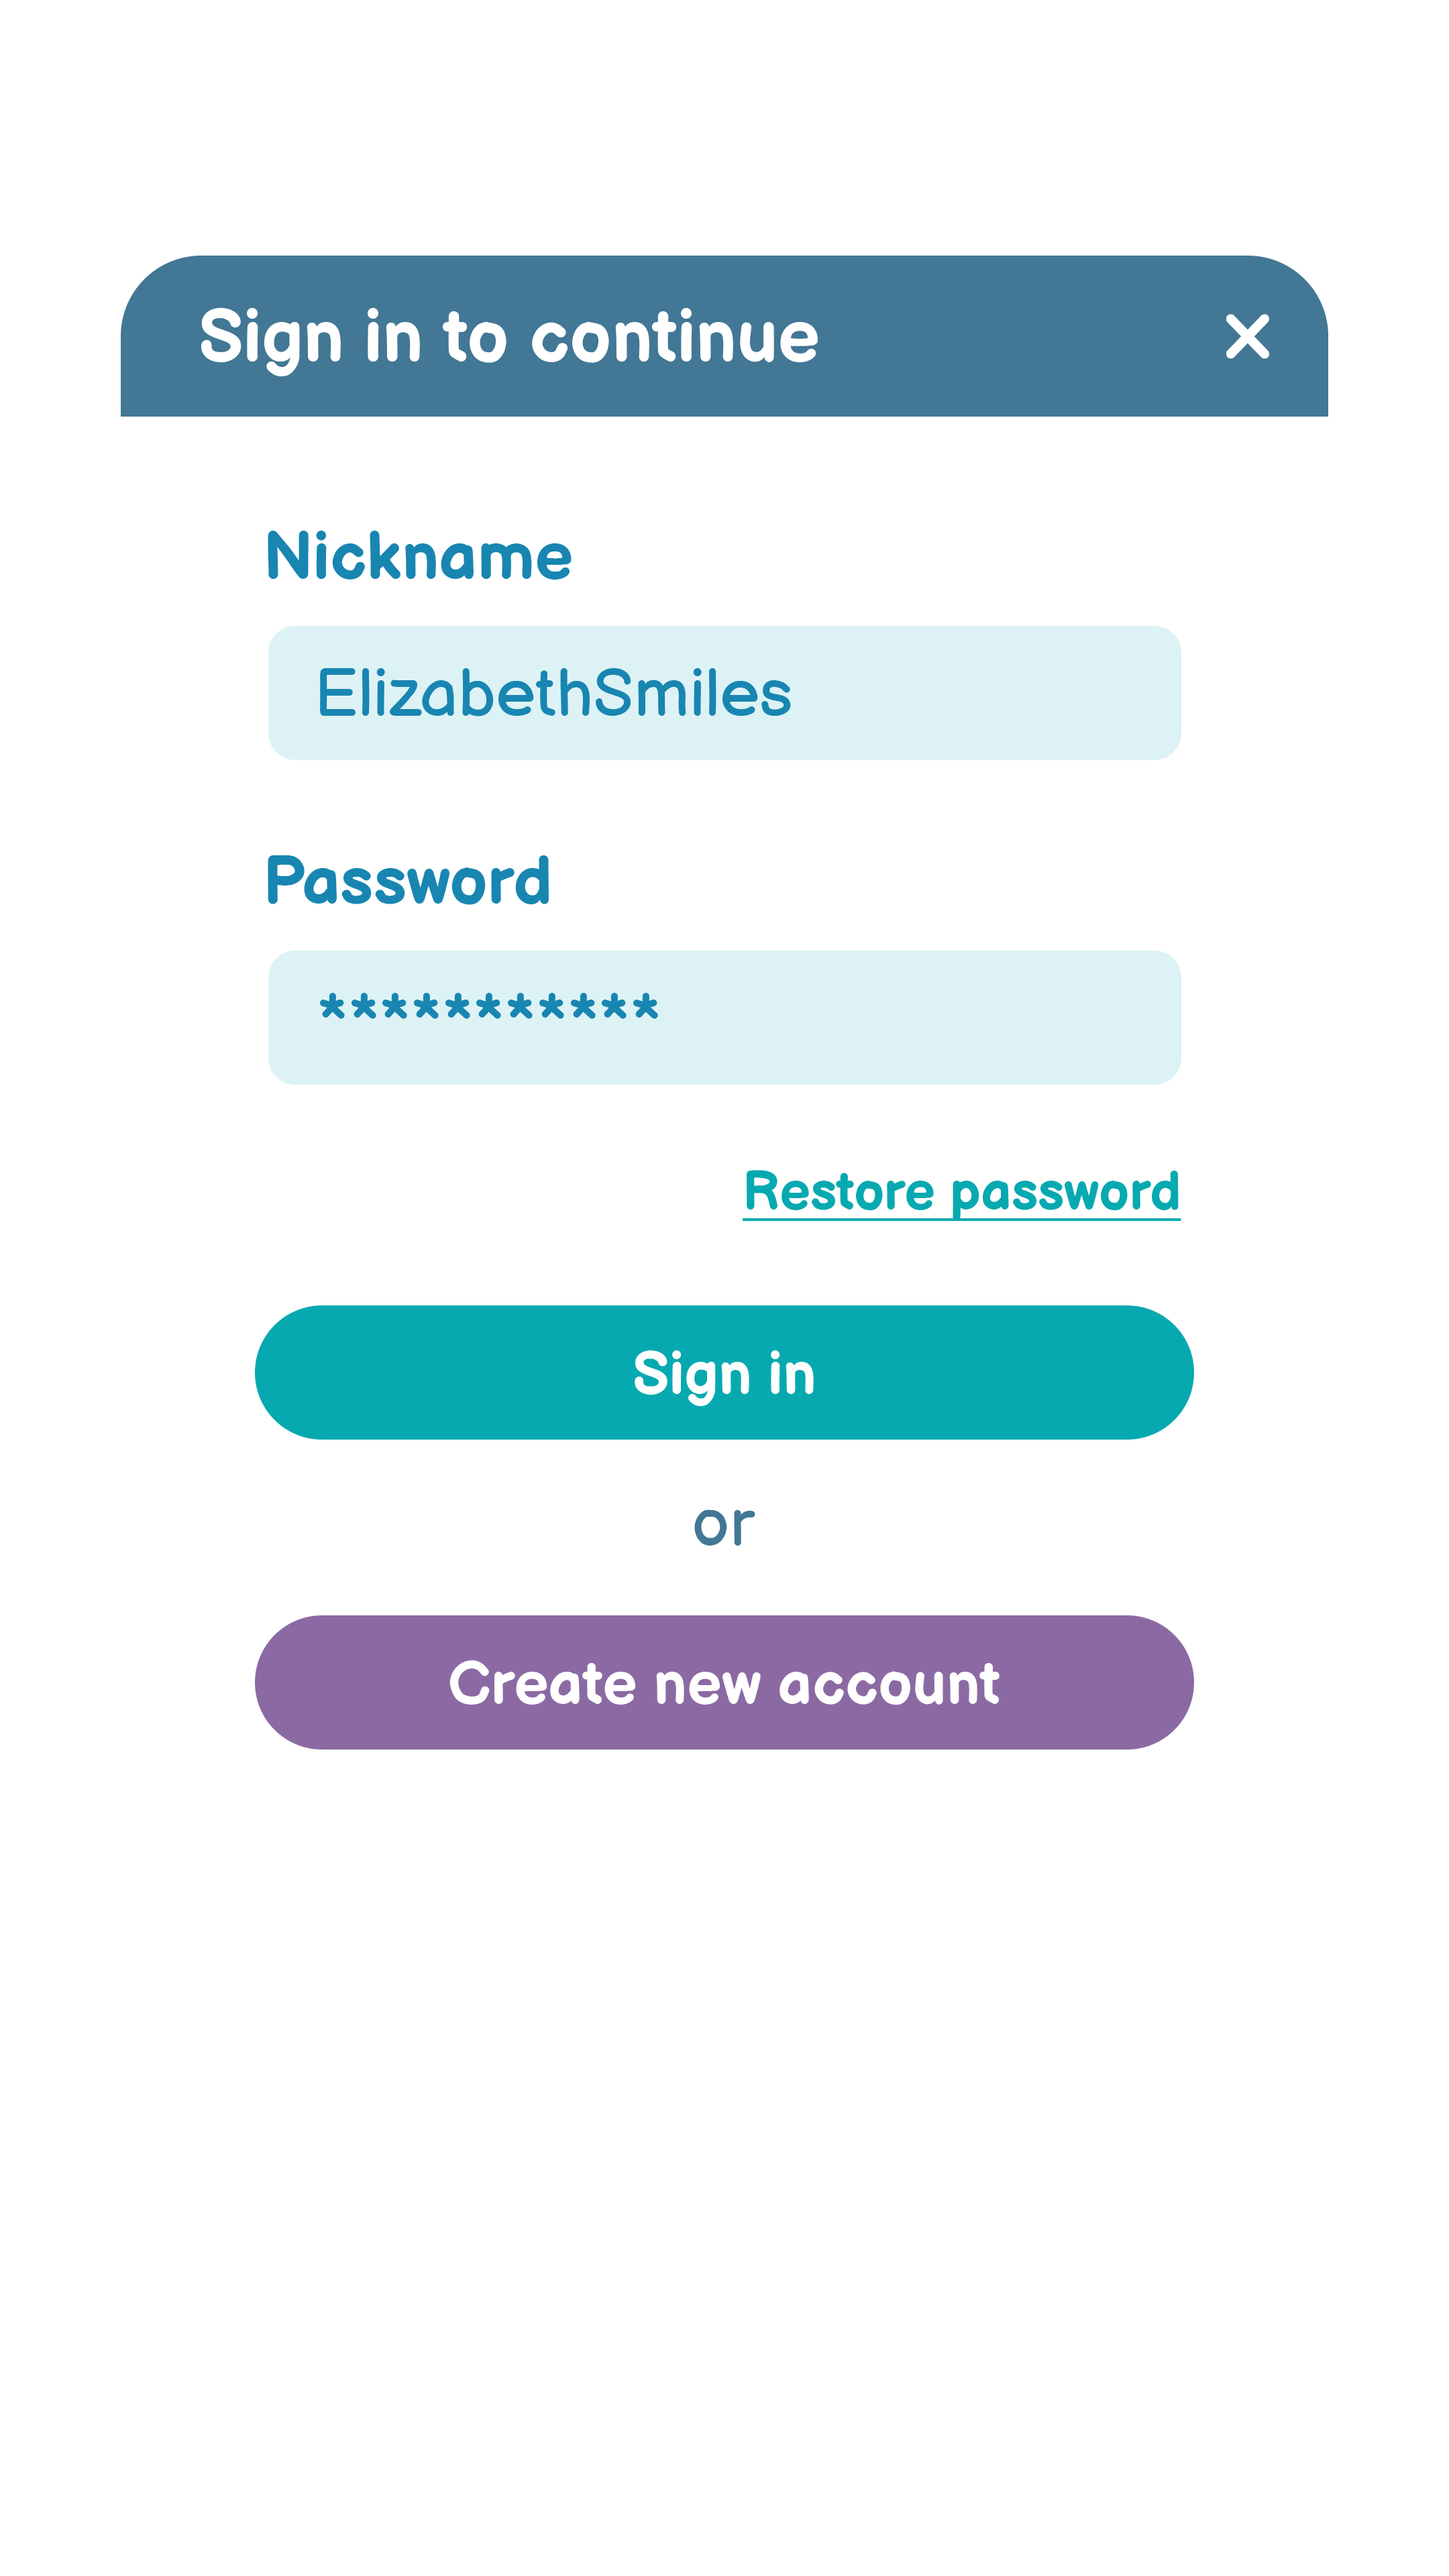 Sign in to continue
Nickname
ElizabethSmiles
Password
***********
Restore password
Sign in
or
Create new account